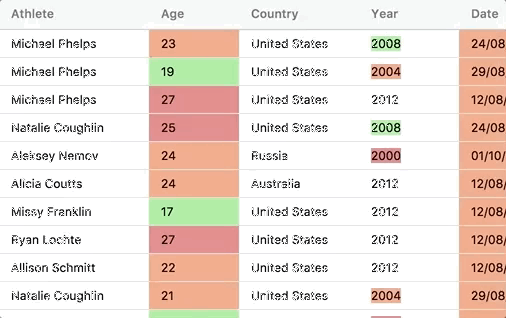 Athlete Age Country Year Date
Michael Phelps 23 United States 2008 24/08
Michael Phelps 19 United States 2004 29/08
Michael Phelps 27 United States 2012 12/08/
Natalie Coughlin 25 United States 2008 24/08
Aleksey Nemov 24 Russia 2000 01/10/
Alicia Coutts 24 Australia 2012 12/08/
Missy Franklin 17 United States 2012 12/08/
Ryan Lochte 27 United States 2012 12/08/
Allison Schmitt 22 United States 2012 12/08/
Natalie Coughlin 21 United States 2004 29/08